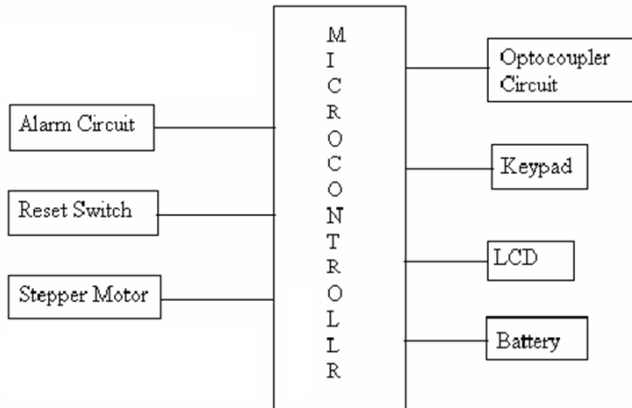 Alarm Circuit
Reset Switch
Stepper Motor
M
I
C
R
O
C
O
N
T
R
O
L
L
R
Optocoupler
Circuit
Keypad
LCD
Battery